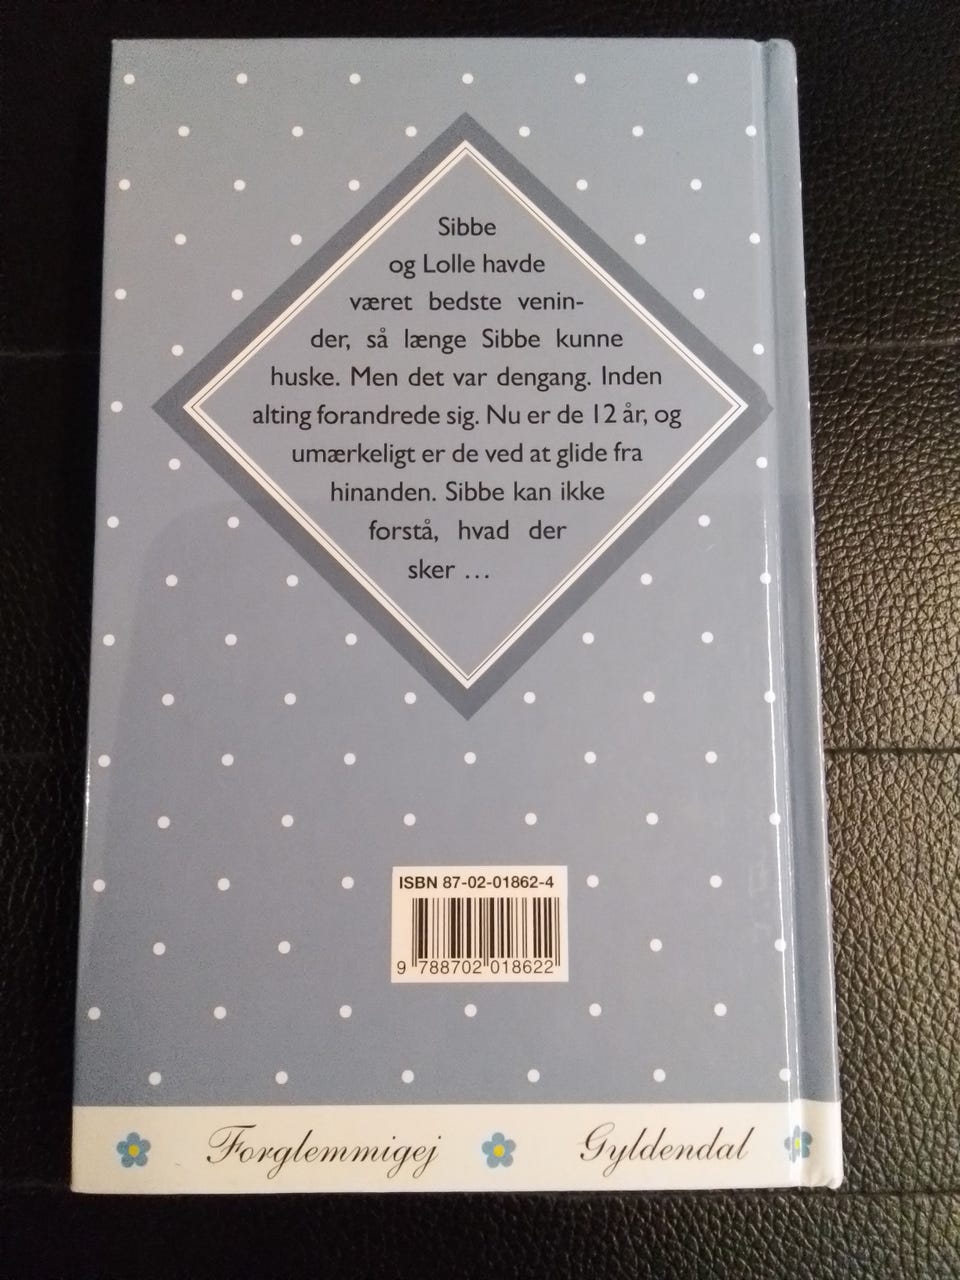 Sibbe
og Lolle havde
været bedste venin-
der, så længe Sibbe kunne
huske. Men det var dengang. Inden
alting forandrede sig. Nu er de 12 år, og
umærkeligt er de ved at glide fra
hinanden. Sibbe kan ikke
forstå, hvad der
sker ...
ISBN 87-02-01862-4
9 788702 018622
Forglemmigej Gyldendal